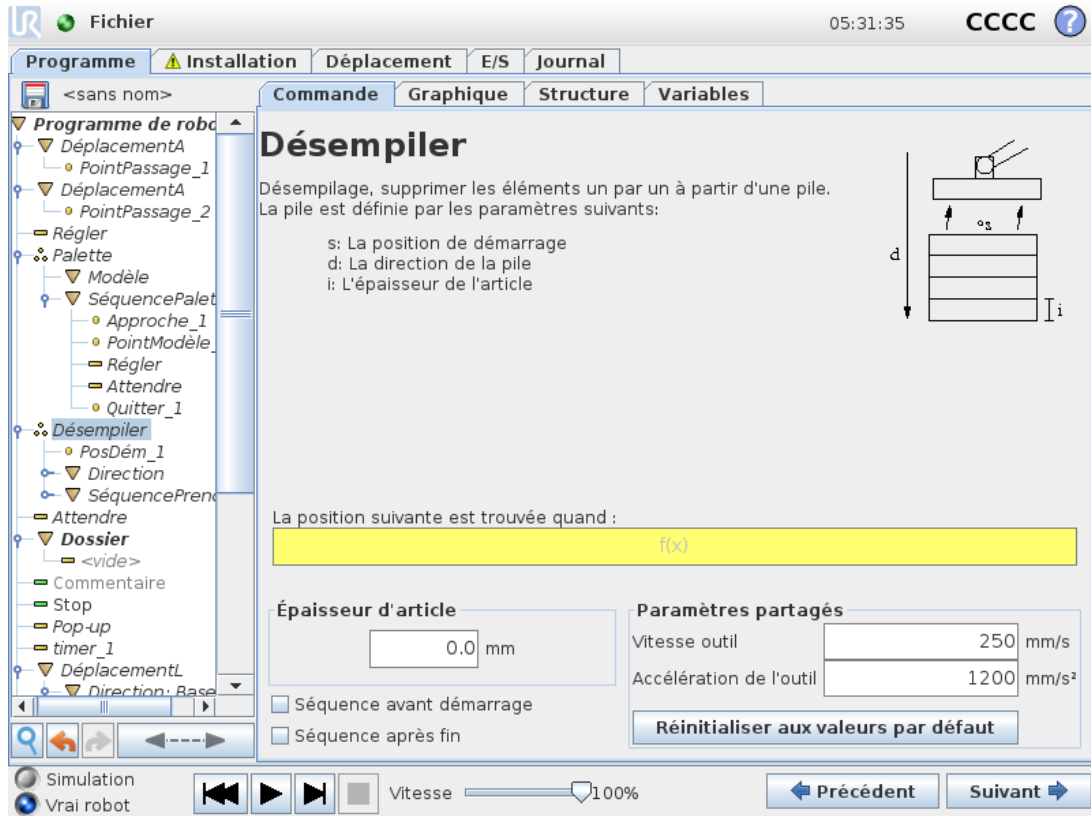 UR Fichier 05:31:35 CCCC ?
Programme Installation Déplacement E/S Journal
<sans nom>
Commande Graphique Structure Variables
Programme de robo
DéplacementA
PointPassage_1
DéplacementA
PointPassage_2
Régler
Palette
Modèle
SéquencePalet
Approche_1
PointModèle_
Régler
Attendre
Quitter_1
Désempiler
PosDém_1
Direction
SéquencePrend
Attendre
Dossier
<vide>
Commentaire
Stop
Pop-up
timer_1
DéplacementL
Direction: Base
Désempiler
Désempilage, supprimer les éléments un par un à partir d'une pile.
La pile est définie par les paramètres suivants:
s: La position de démarrage
d: La direction de la pile
i: L'épaisseur de l'article
s
d
i
La position suivante est trouvée quand :
f(x)
Épaisseur d'article
0.0 mm
Séquence avant démarrage
Séquence après fin
Paramètres partagés
Vitesse outil 250 mm/s
Accélération de l'outil 1200 mm/s²
Réinitialiser aux valeurs par défaut
Simulation
Vrai robot
Vitesse 100%
Précédent Suivant